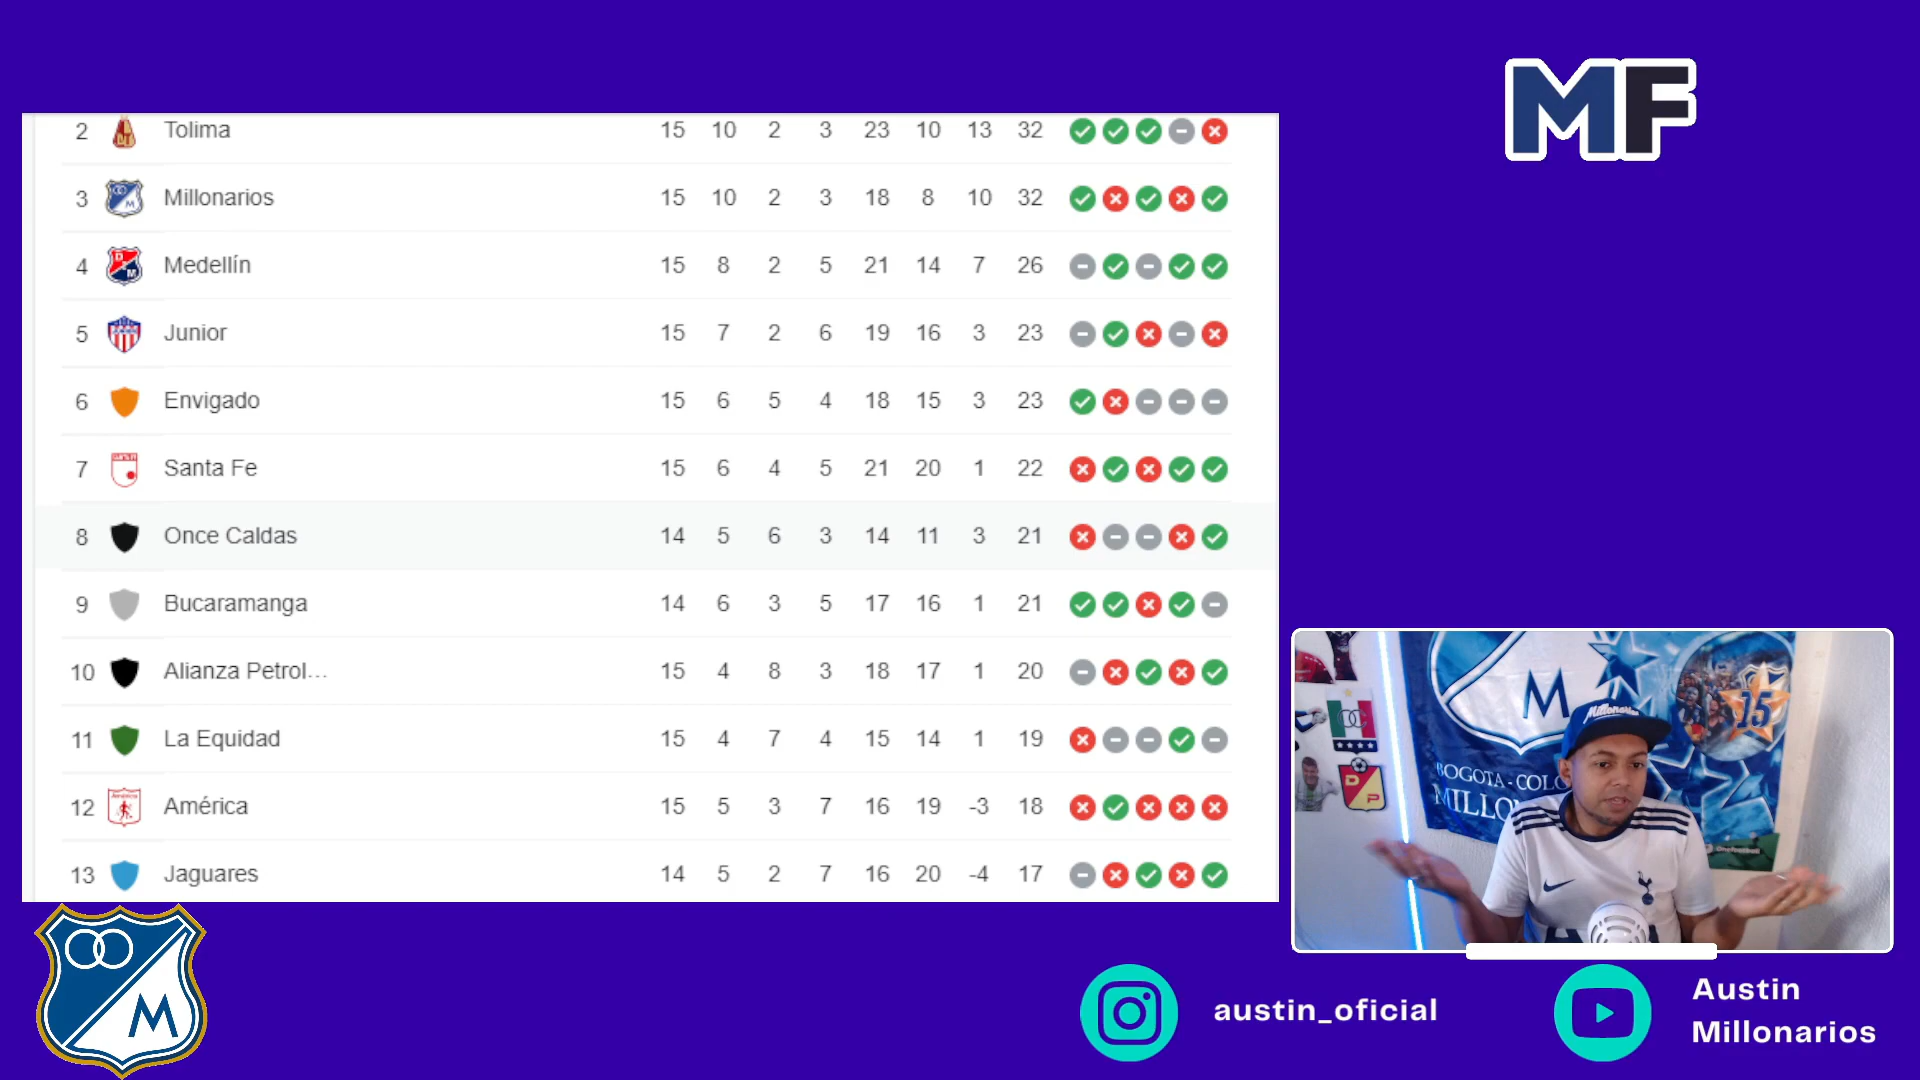 MF
2 Tolima 15 10 2 3 23 10 13 32
3 Millonarios 15 10 2 3 18 8 10 32
4 Medellín 15 8 2 5 21 14 7 26
5 Junior 15 7 2 6 19 16 3 23
6 Envigado 15 6 5 4 18 15 3 23
7 Santa Fe 15 6 4 5 21 20 1 22
8 Once Caldas 14 5 6 3 14 11 3 21
9 Bucaramanga 14 6 3 5 17 16 1 21
10 Alianza Petrol... 15 4 8 3 18 17 1 20
11 La Equidad 15 4 7 4 15 14 1 19
12 América 15 5 3 7 16 19 -3 18
13 Jaguares 14 5 2 7 16 20 -4 17
M
15
Millonarios
BOGOTA - COLO
MILLO
DP
M
austin_oficial
Austin
Millonarios